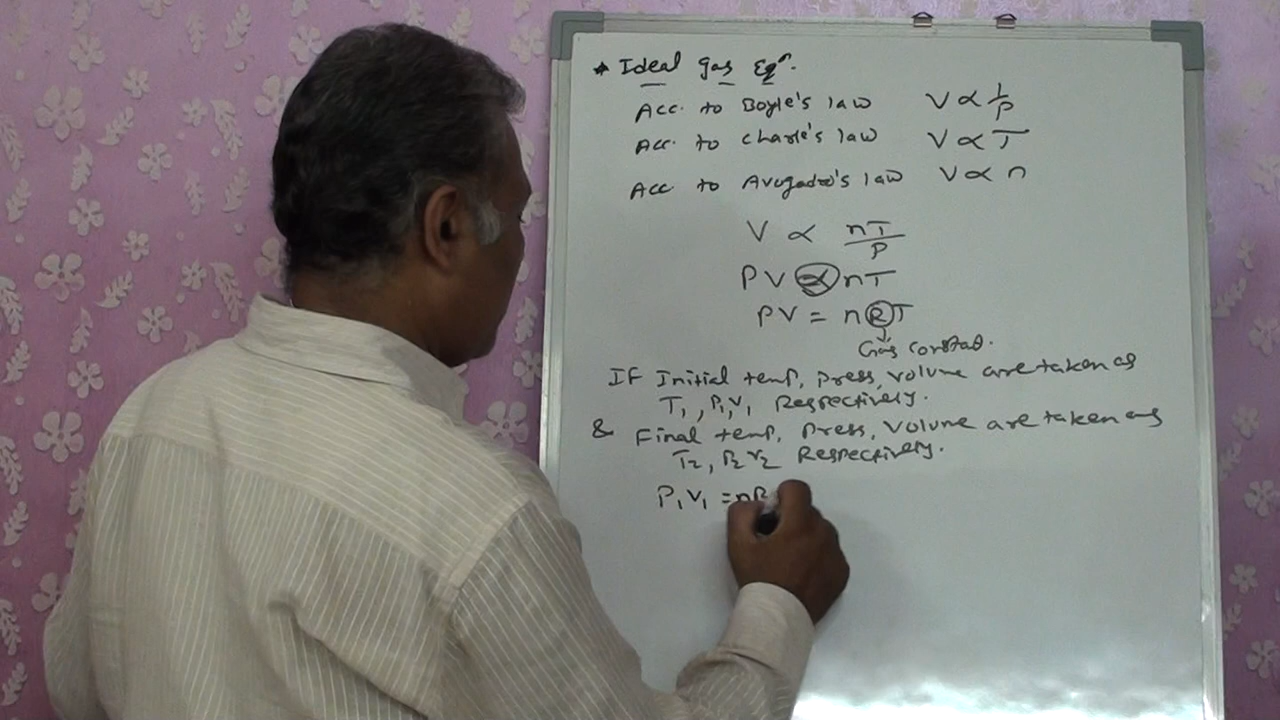 * Ideal gas Eqn.
Acc. to Boyle's law V ∝ 1/P
Acc. to Charle's law V ∝ T
Acc to Avogadro's law V ∝ n
V ∝ nT/P
PV ∝ nT
PV = nRT
Gas constat.
IF Initial temp, press, volume are taken as
T₁, P₁, V₁ Respectively.
& Final temp, press, volume are taken as
T₂, P₂ V₂ Respectively.
P₁V₁ = nR